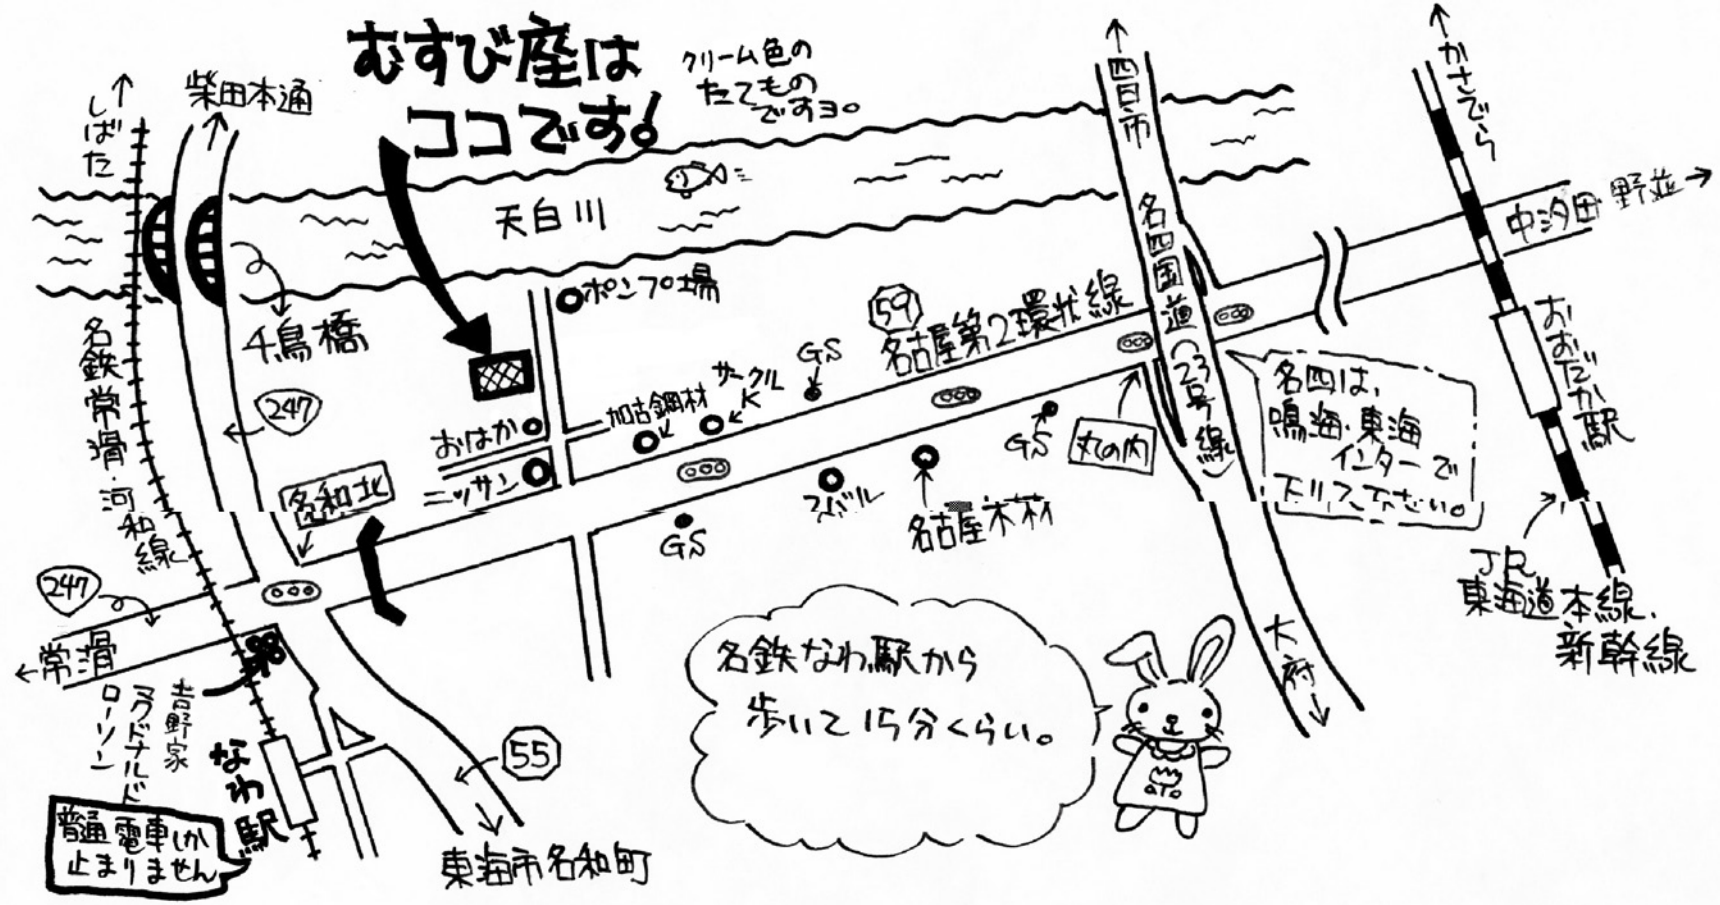 むすび座は
ココです!
クリーム色の
たてもの
ですヨ。
しばた
柴田本通
四日市
かさでら
天白川
中汐田・野並
名四国道(23号線)
千鳥橋
ポンプ場
59
名古屋第2環状線
GS
サークル
K
加古鋼材
おはか
ニッサン
247
名鉄常滑・河和線
名和北
GS
スバル
名古屋木材
GS
丸の内
名四は、
鳴海・東海
インターで
下りて下さい。
おおだか駅
JR
東海道本線、
新幹線
247
常滑
吉野家
マクドナルド
ローソン
なわ駅
普通電車しか
止まりません
55
東海市名和町
名鉄なわ駅から
歩いて15分くらい。
大府